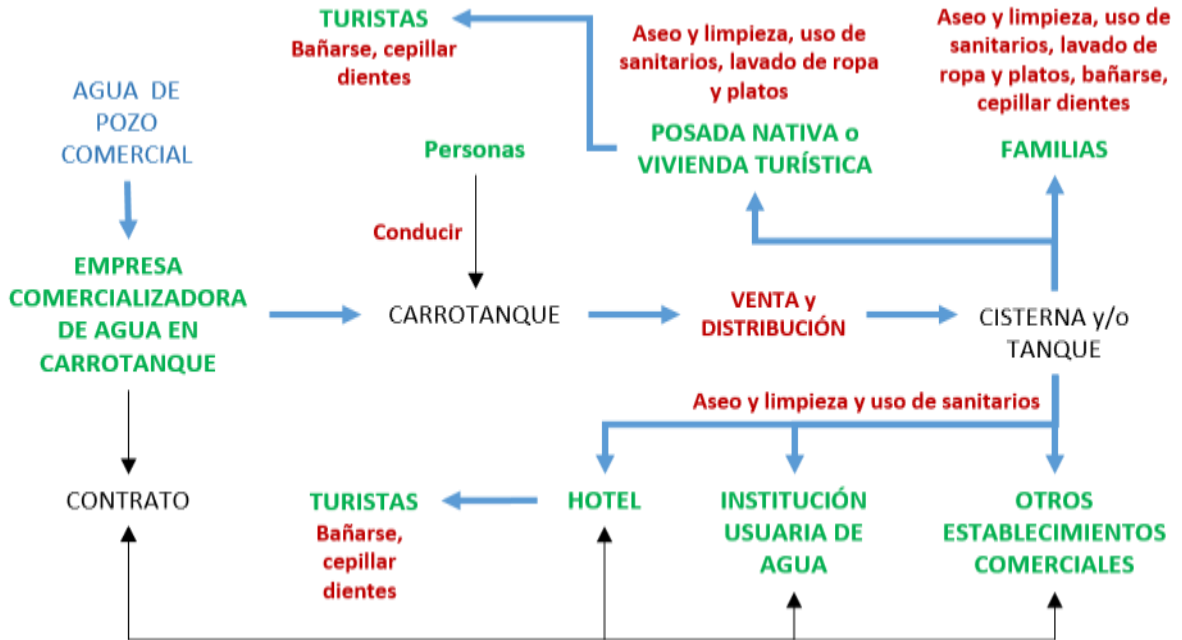 TURISTAS
Bañarse, cepillar
dientes
Aseo y limpieza, uso de
sanitarios, lavado de ropa
y platos
Aseo y limpieza, uso de
sanitarios, lavado de
ropa y platos, bañarse,
cepillar dientes
AGUA DE
POZO
COMERCIAL
Personas
POSADA NATIVA o
VIVIENDA TURÍSTICA
FAMILIAS
Conducir
EMPRESA
COMERCIALIZADORA
DE AGUA EN
CARROTANQUE
CARROTANQUE
VENTA y
DISTRIBUCIÓN
CISTERNA y/o
TANQUE
Aseo y limpieza y uso de sanitarios
CONTRATO
TURISTAS
Bañarse,
cepillar
dientes
HOTEL
INSTITUCIÓN
USUARIA DE
AGUA
OTROS
ESTABLECIMIENTOS
COMERCIALES